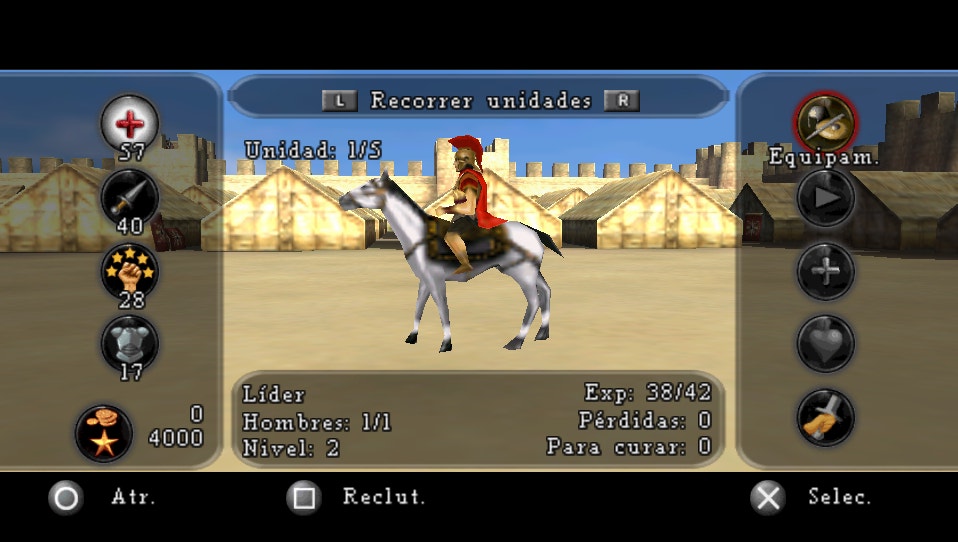 L Recorrer unidades R
Unidad: 1/5
57
40
28
17
0
4000
Equipam.
Líder
Hombres: 1/1
Nivel: 2
Exp: 38/42
Pérdidas: 0
Para curar: 0
Atr.
Reclut.
Selec.